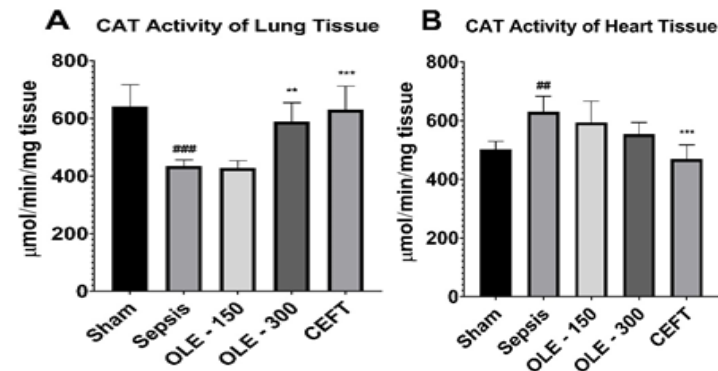 A CAT Activity of Lung Tissue
μmol/min/mg tissue
800
600
400
200
0
###
**
***
Sham
Sepsis
OLE - 150
OLE - 300
CEFT
B CAT Activity of Heart Tissue
μmol/min/mg tissue
800
600
400
200
0
##
***
Sham
Sepsis
OLE - 150
OLE - 300
CEFT